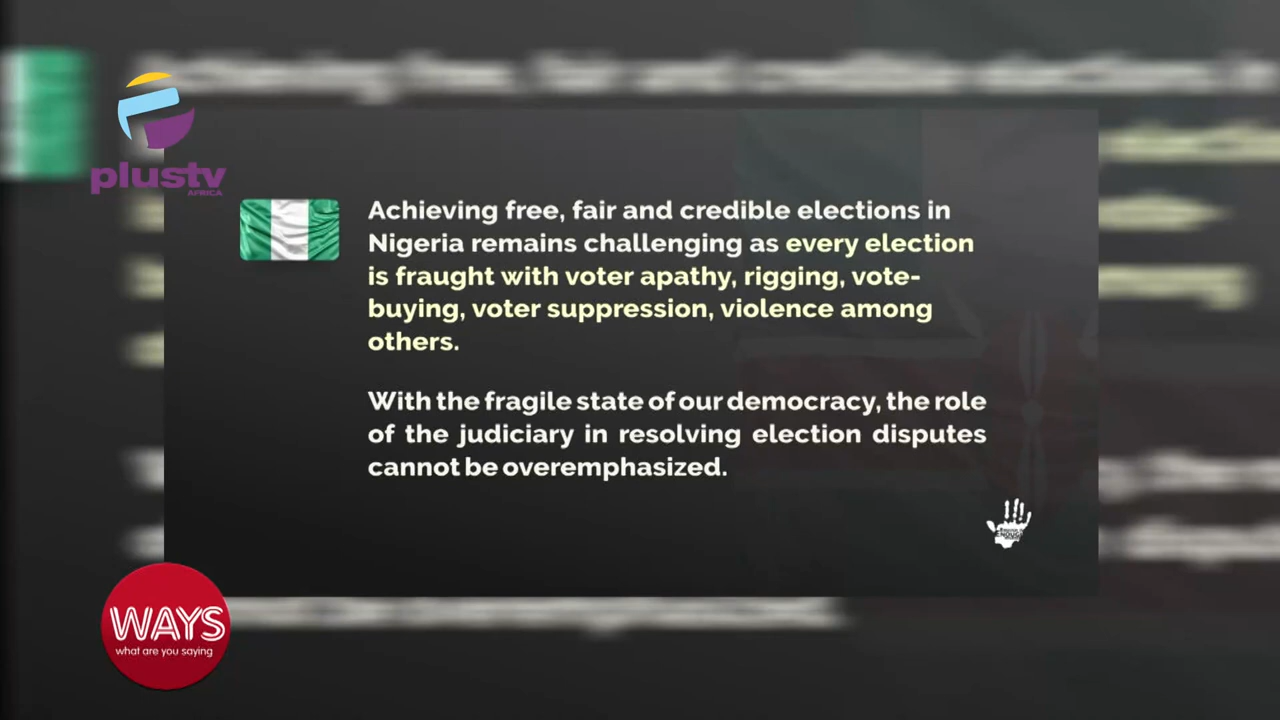 plustv
AFRICA
Achieving free, fair and credible elections in
Nigeria remains challenging as every election
is fraught with voter apathy, rigging, vote-
buying, voter suppression, violence among
others.
With the fragile state of our democracy, the role
of the judiciary in resolving election disputes
cannot be overemphasized.
WAYS
what are you saying